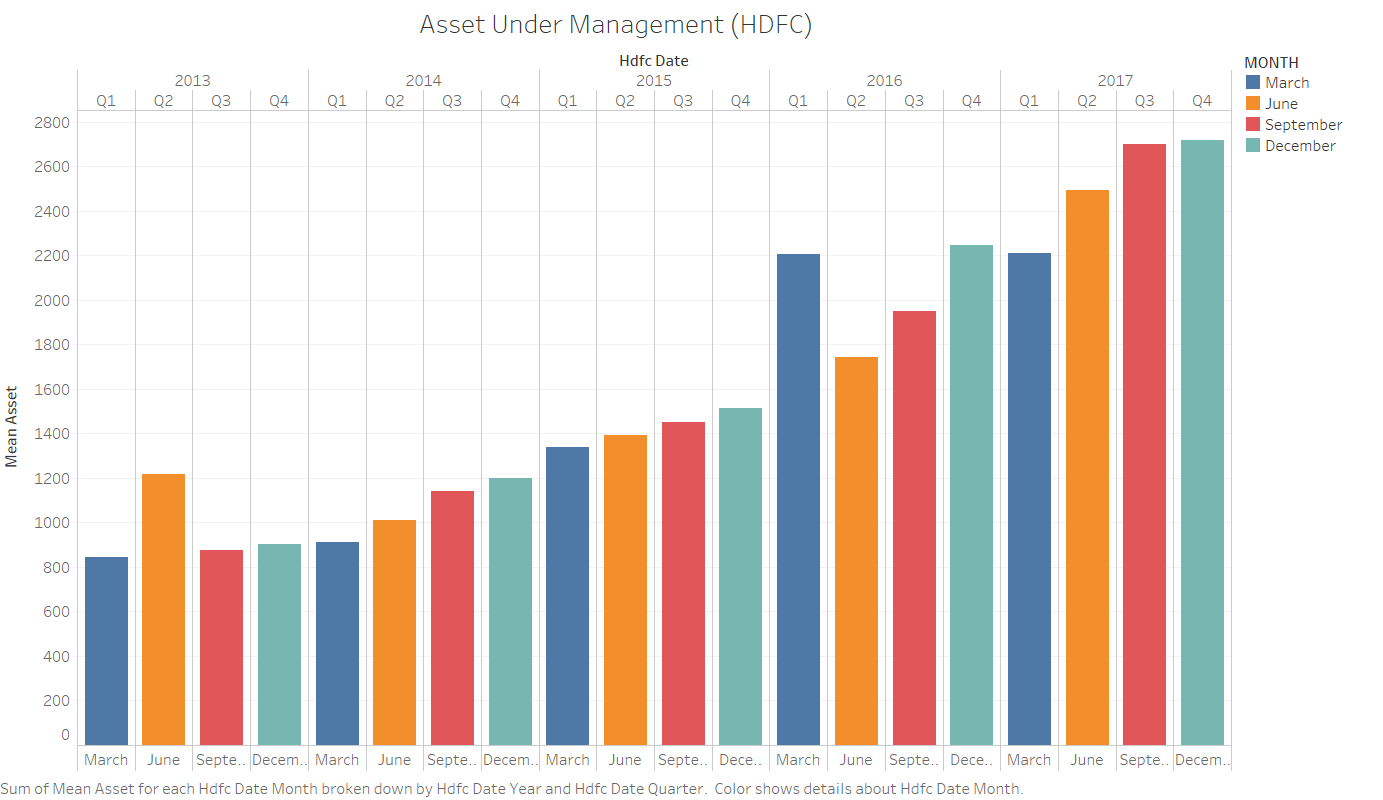 Asset Under Management (HDFC)
Hdfc Date
2013 2014 2015 2016 2017
Q1 Q2 Q3 Q4 Q1 Q2 Q3 Q4 Q1 Q2 Q3 Q4 Q1 Q2 Q3 Q4 Q1 Q2 Q3 Q4
MONTH
March
June
September
December
2800
2600
2400
2200
2000
1800
1600
1400
1200
1000
800
600
400
200
0
Mean Asset
March June Septe.. Decem.. March June Septe.. Decem.. March June Septe.. Dece.. March June Septe.. Dece.. March June Septe.. Decem..
Sum of Mean Asset for each Hdfc Date Month broken down by Hdfc Date Year and Hdfc Date Quarter. Color shows details about Hdfc Date Month.